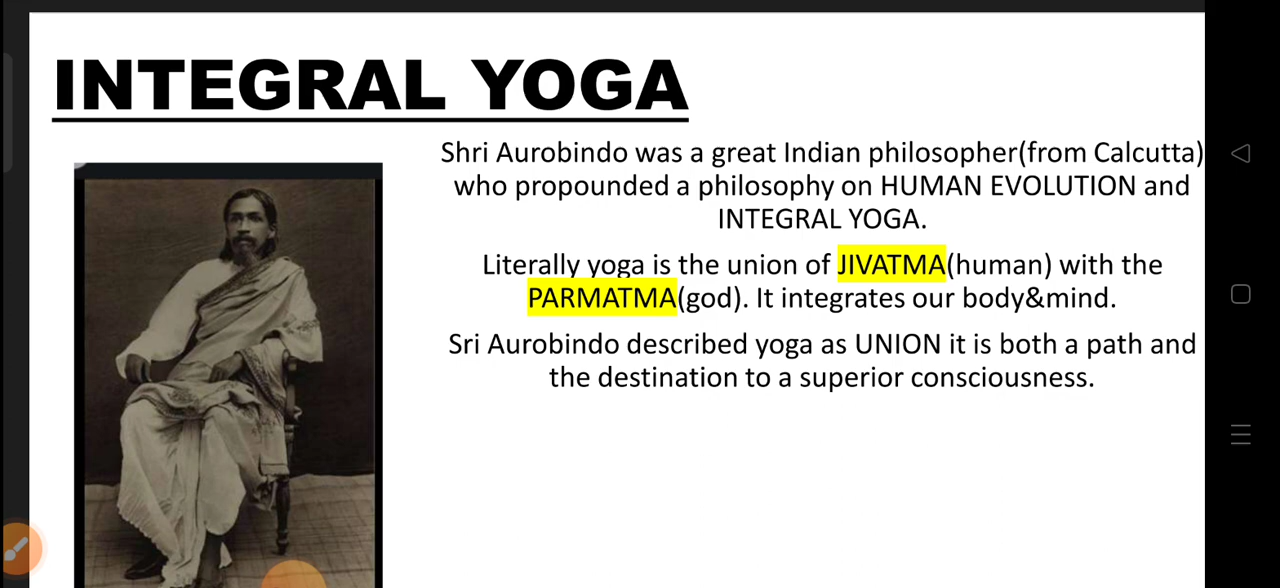 INTEGRAL YOGA
Shri Aurobindo was a great Indian philosopher(from Calcutta)
who propounded a philosophy on HUMAN EVOLUTION and
INTEGRAL YOGA.
Literally yoga is the union of JIVATMA(human) with the
PARMATMA(god). It integrates our body&mind.
Sri Aurobindo described yoga as UNION it is both a path and
the destination to a superior consciousness.